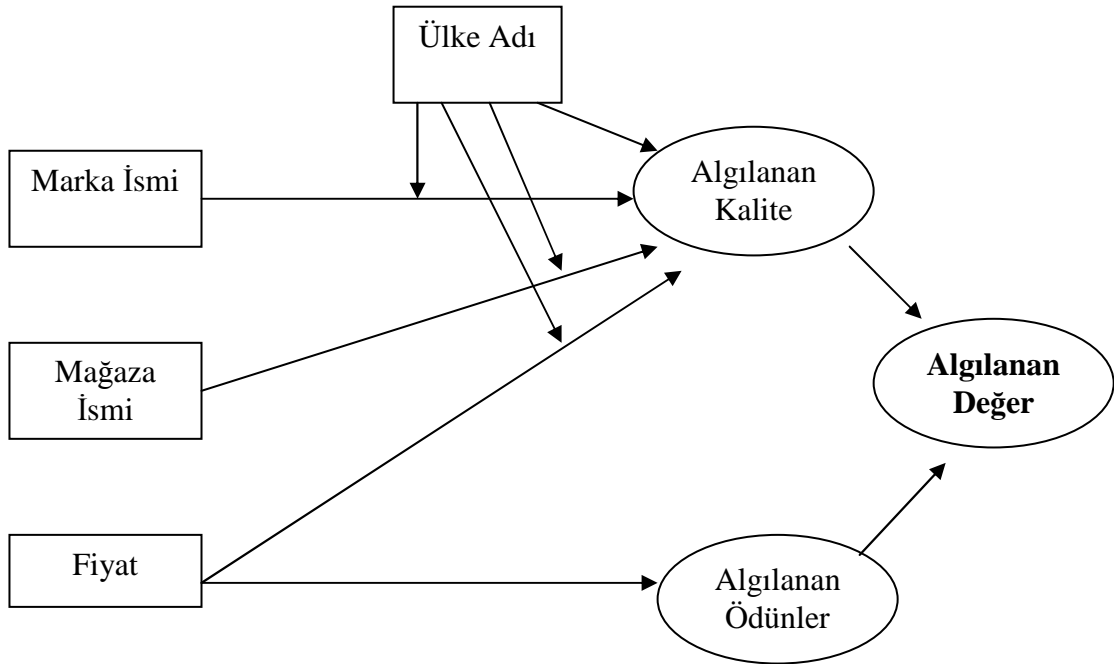 Ülke Adı
Marka İsmi
Algılanan
Kalite
Mağaza
İsmi
Algılanan
Değer
Fiyat
Algılanan
Ödünler